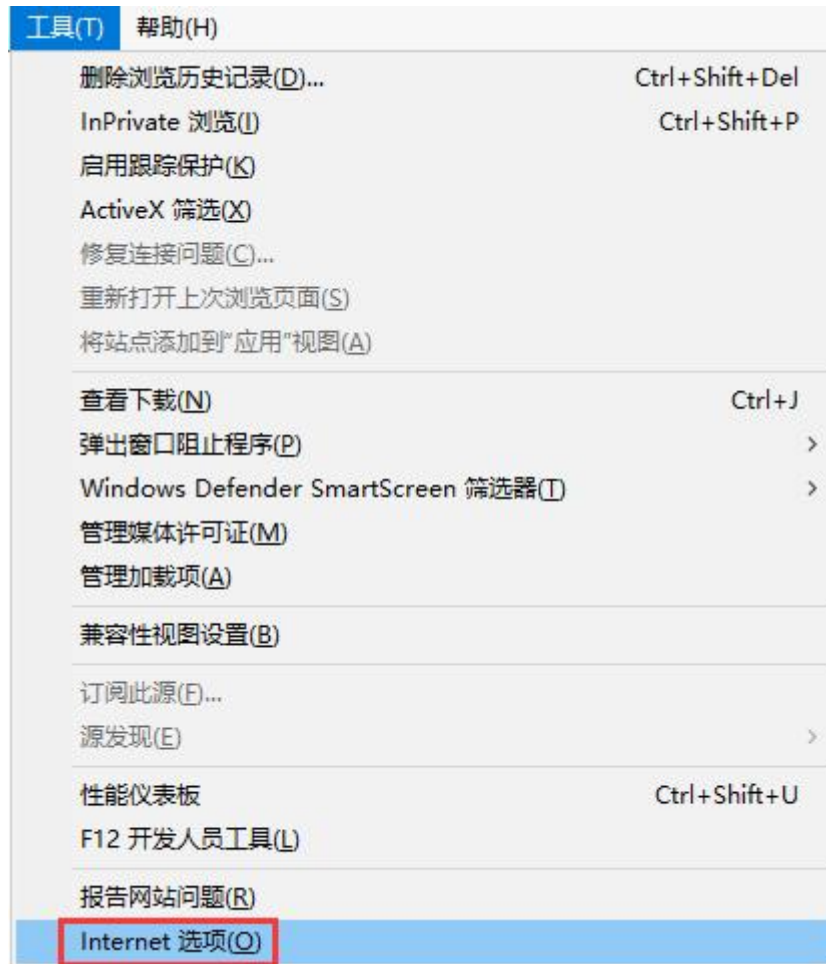 工具(T) 帮助(H)
删除浏览历史记录(D)... Ctrl+Shift+Del
InPrivate 浏览(I) Ctrl+Shift+P
启用跟踪保护(K)
ActiveX 筛选(X)
修复连接问题(C)...
重新打开上次浏览页面(S)
将站点添加到“应用”视图(A)
查看下载(N) Ctrl+J
弹出窗口阻止程序(P)
Windows Defender SmartScreen 筛选器(T)
管理媒体许可证(M)
管理加载项(A)
兼容性视图设置(B)
订阅此源(F)...
源发现(E)
性能仪表板 Ctrl+Shift+U
F12 开发人员工具(L)
报告网站问题(R)
Internet 选项(O)